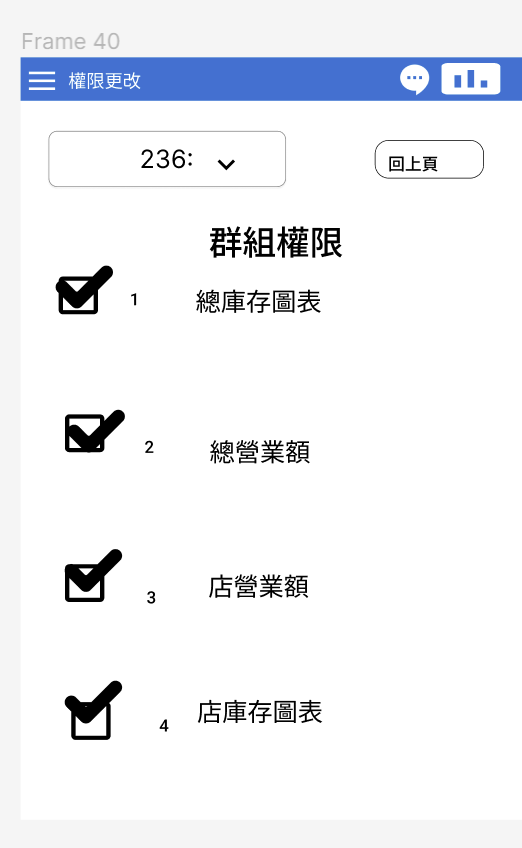 Frame 40
權限更改
236:
回上頁
群組權限
1 總庫存圖表
2 總營業額
3 店營業額
4 店庫存圖表